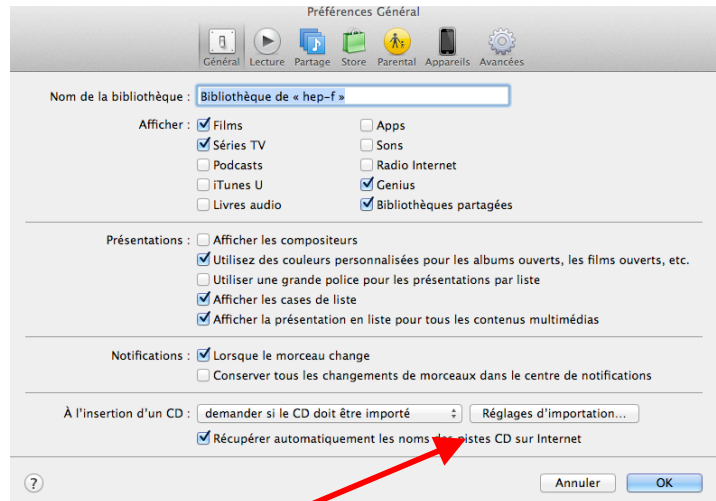 Préférences Général
Général Lecture Partage Store Parental Appareils Avancées
Nom de la bibliothèque : Bibliothèque de « hep-f »
Afficher : Films Apps
Séries TV Sons
Podcasts Radio Internet
iTunes U Genius
Livres audio Bibliothèques partagées
Présentations : Afficher les compositeurs
Utilisez des couleurs personnalisées pour les albums ouverts, les films ouverts, etc.
Utiliser une grande police pour les présentations par liste
Afficher les cases de liste
Afficher la présentation en liste pour tous les contenus multimédias
Notifications : Lorsque le morceau change
Conserver tous les changements de morceaux dans le centre de notifications
À l'insertion d'un CD : demander si le CD doit être importé Réglages d'importation...
Récupérer automatiquement les noms des pistes CD sur Internet
? Annuler OK